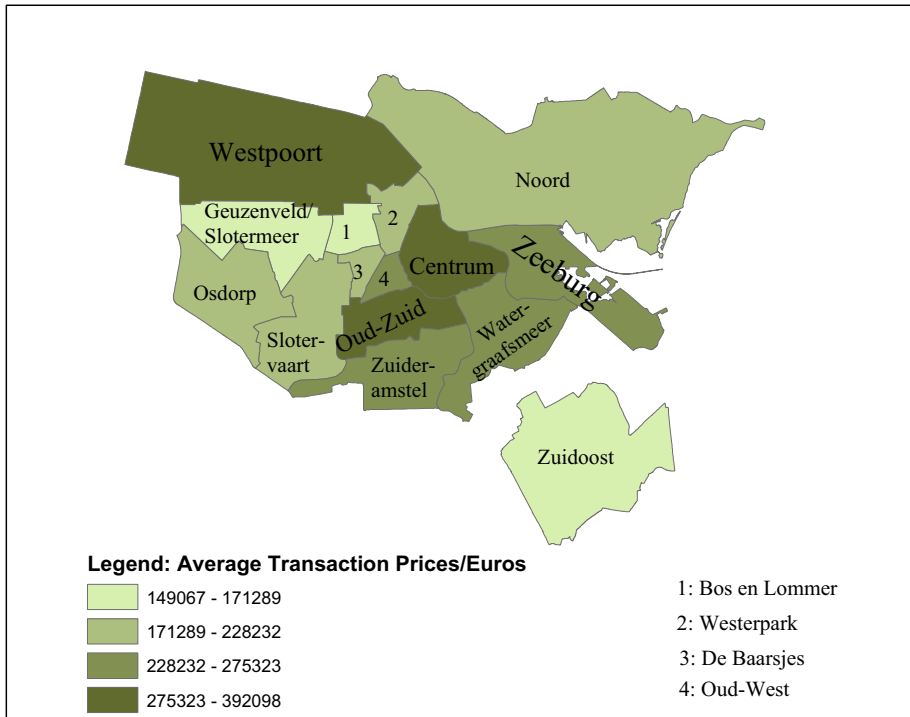 Westpoort
Noord
Geuzenveld/
Slotermeer
1
2
3
4
Centrum
Zeeburg
Osdorp
Oud-Zuid
Sloter-
vaart
Water-
graafsmeer
Zuider-
amstel
Zuidoost
Legend: Average Transaction Prices/Euros
149067 - 171289
171289 - 228232
228232 - 275323
275323 - 392098
1: Bos en Lommer
2: Westerpark
3: De Baarsjes
4: Oud-West